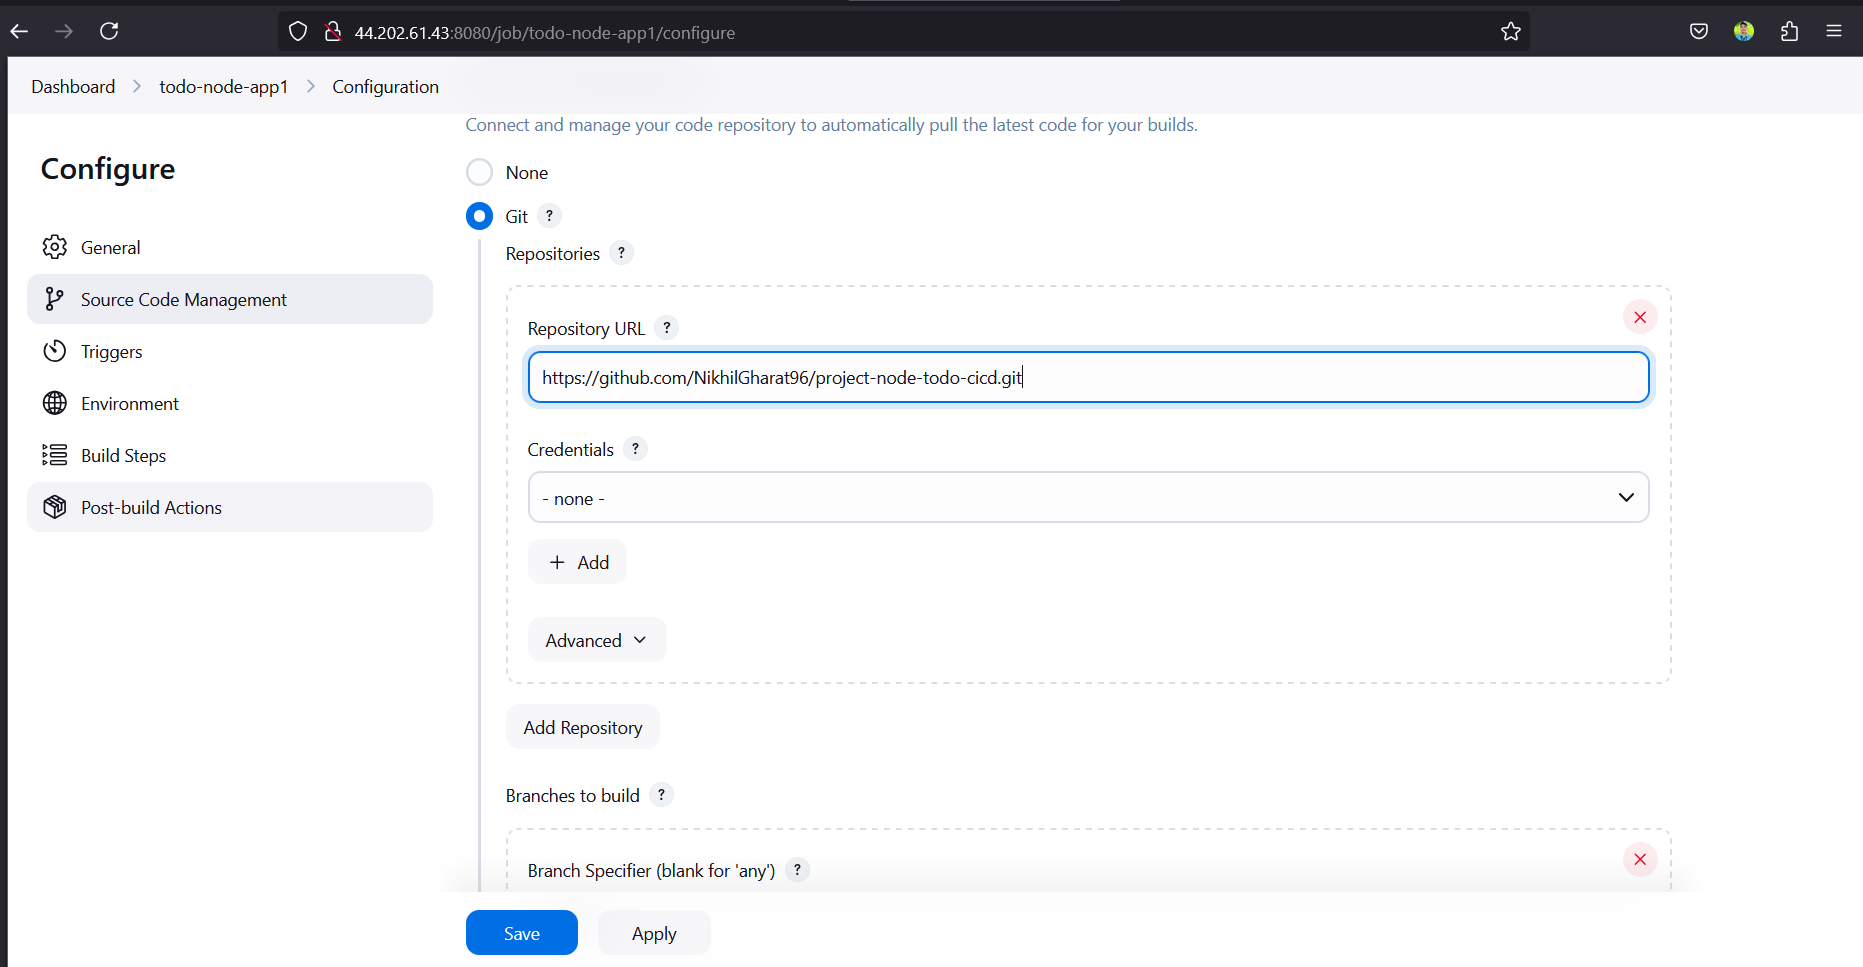 44.202.61.43:8080/job/todo-node-app1/configure
Dashboard > todo-node-app1 > Configuration
Connect and manage your code repository to automatically pull the latest code for your builds.
Configure
General
Source Code Management
Triggers
Environment
Build Steps
Post-build Actions
None
Git ?
Repositories ?
Repository URL ?
https://github.com/NikhilGharat96/project-node-todo-cicd.git
Credentials ?
- none -
+ Add
Advanced
Add Repository
Branches to build ?
Branch Specifier (blank for 'any') ?
Save
Apply